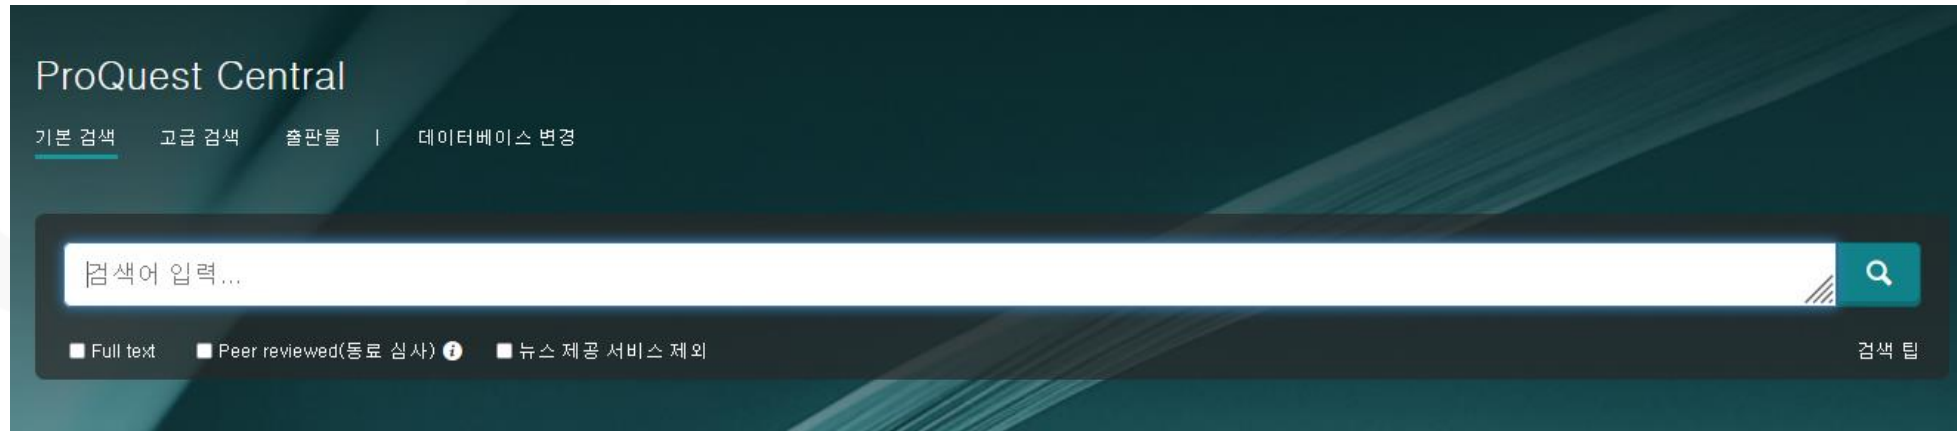 ProQuest Central
기본 검색 고급 검색 출판물 | 데이터베이스 변경
검색어 입력...
Full text Peer reviewed(동료 심사) i 뉴스 제공 서비스 제외 검색 팁